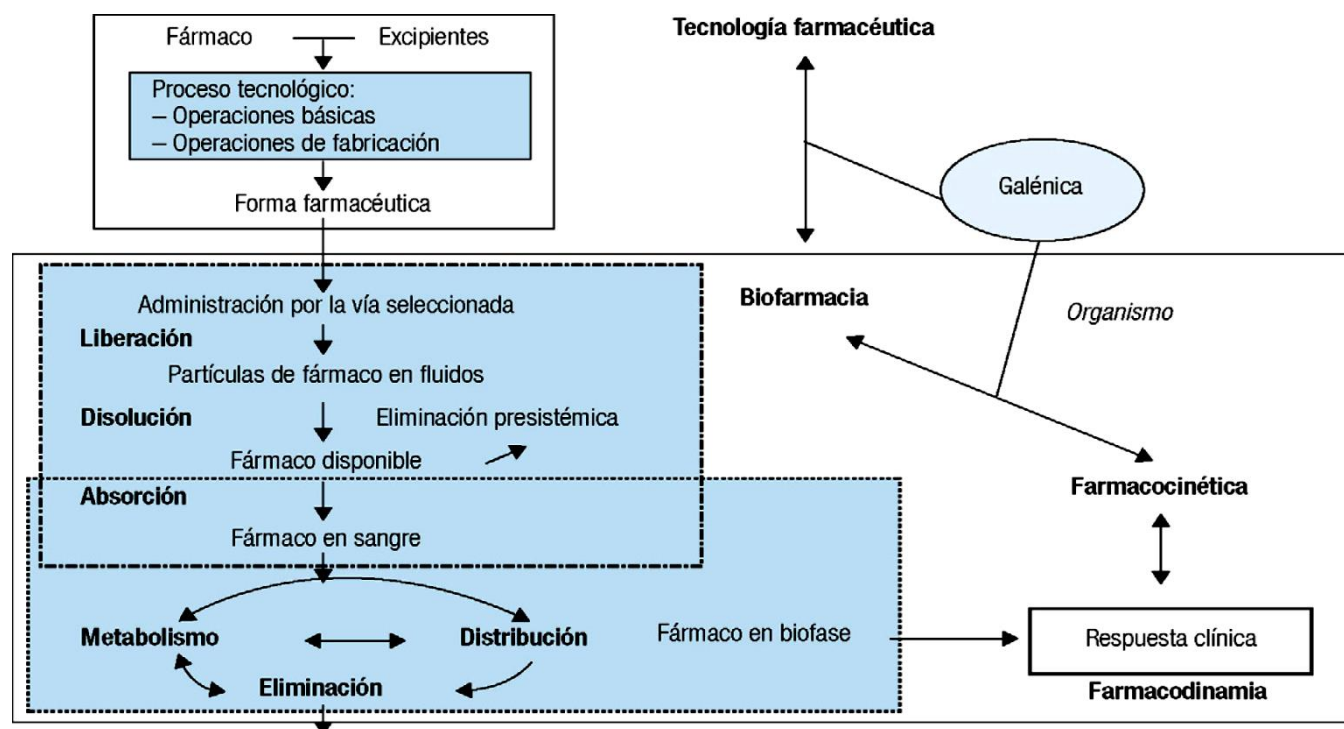 Fármaco
Excipientes
Proceso tecnológico:
– Operaciones básicas
– Operaciones de fabricación
Forma farmacéutica
Tecnología farmacéutica
Galénica
Administración por la vía seleccionada
Liberación
Partículas de fármaco en fluidos
Disolución
Eliminación presistémica
Fármaco disponible
Absorción
Fármaco en sangre
Metabolismo
Distribución
Eliminación
Fármaco en biofase
Biofarmacia
Organismo
Farmacocinética
Respuesta clínica
Farmacodinamia